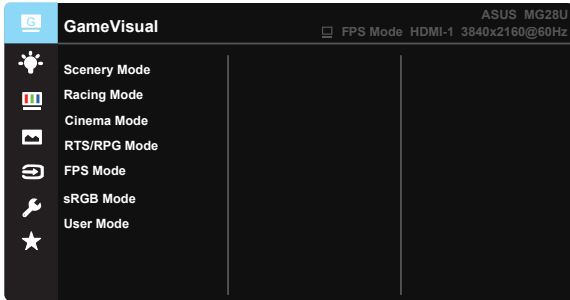 G
GameVisual
ASUS MG28U
FPS Mode HDMI-1 3840x2160@60Hz
Scenery Mode
Racing Mode
Cinema Mode
RTS/RPG Mode
FPS Mode
sRGB Mode
User Mode